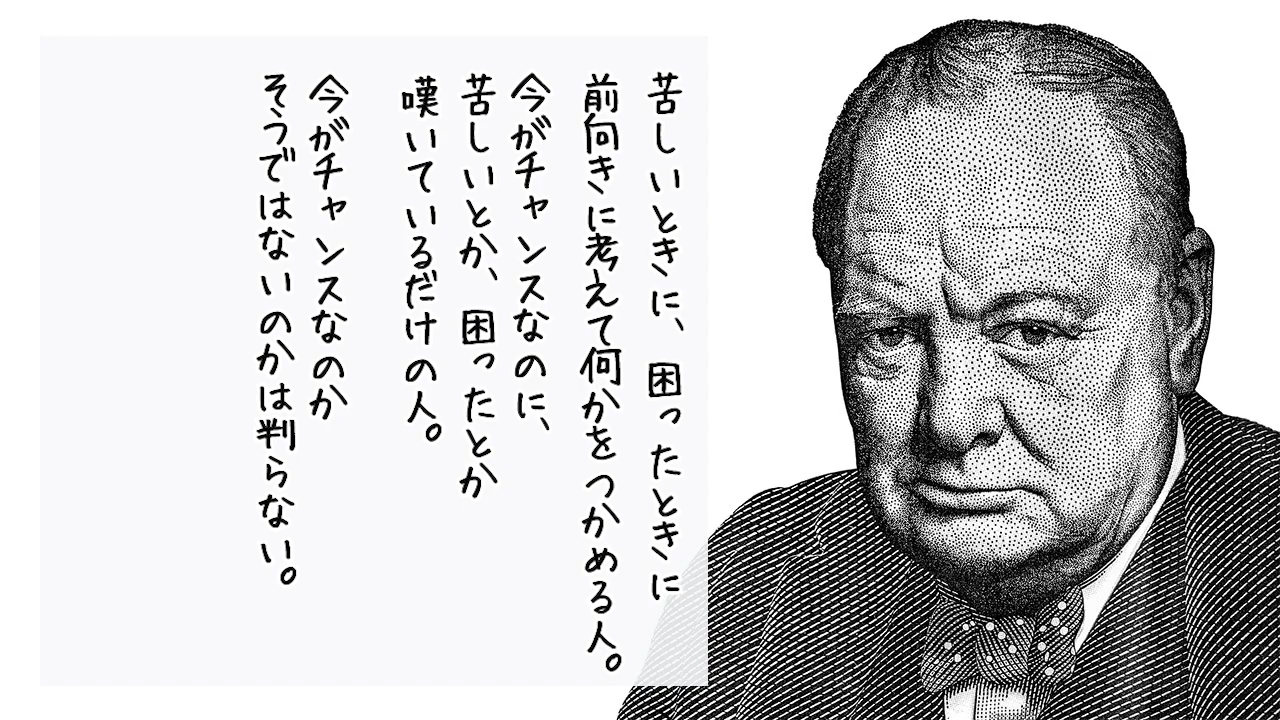 苦しいときに、困ったときに
前向きに考えて何かをつかめる人。
今がチャンスなのに、
苦しいとか、困ったとか
嘆いているだけの人。
今がチャンスなのか
そうではないのかは判らない。